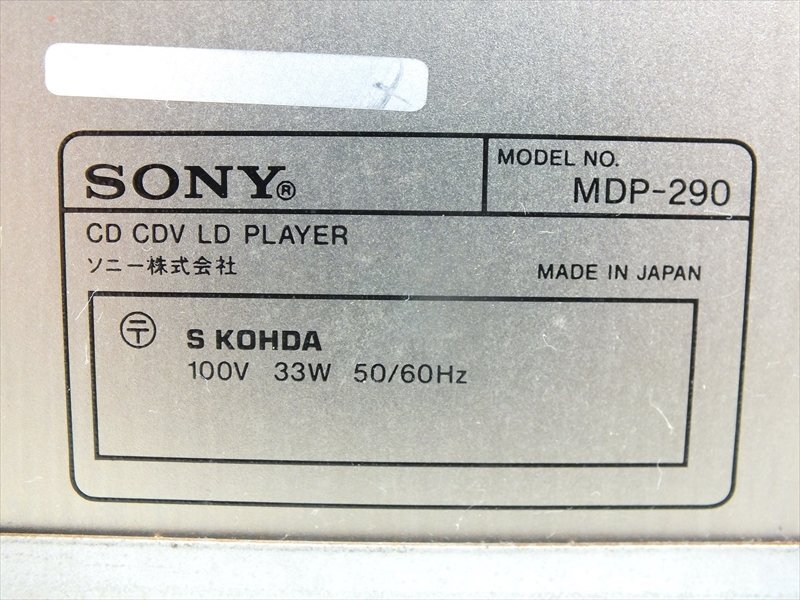 SONY®
MODEL NO.
MDP-290
CD CDV LD PLAYER
ソニー株式会社
MADE IN JAPAN
〶 S KOHDA
100V 33W 50/60Hz